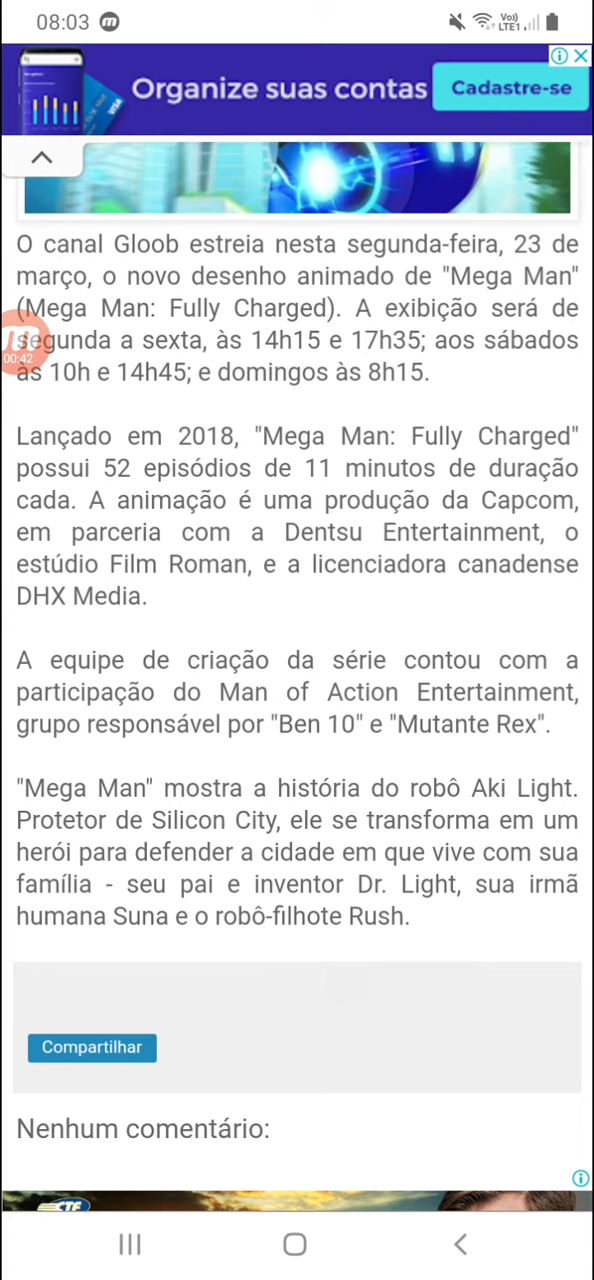 08:03
Vo)) LTE1
Organize suas contas
Cadastre-se
O canal Gloob estreia nesta segunda-feira, 23 de
março, o novo desenho animado de "Mega Man"
(Mega Man: Fully Charged). A exibição será de
segunda a sexta, às 14h15 e 17h35; aos sábados
00:42
às 10h e 14h45; e domingos às 8h15.
Lançado em 2018, "Mega Man: Fully Charged"
possui 52 episódios de 11 minutos de duração
cada. A animação é uma produção da Capcom,
em parceria com a Dentsu Entertainment, o
estúdio Film Roman, e a licenciadora canadense
DHX Media.
A equipe de criação da série contou com a
participação do Man of Action Entertainment,
grupo responsável por "Ben 10" e "Mutante Rex".
"Mega Man" mostra a história do robô Aki Light.
Protetor de Silicon City, ele se transforma em um
herói para defender a cidade em que vive com sua
família - seu pai e inventor Dr. Light, sua irmã
humana Suna e o robô-filhote Rush.
Compartilhar
Nenhum comentário:
CTF